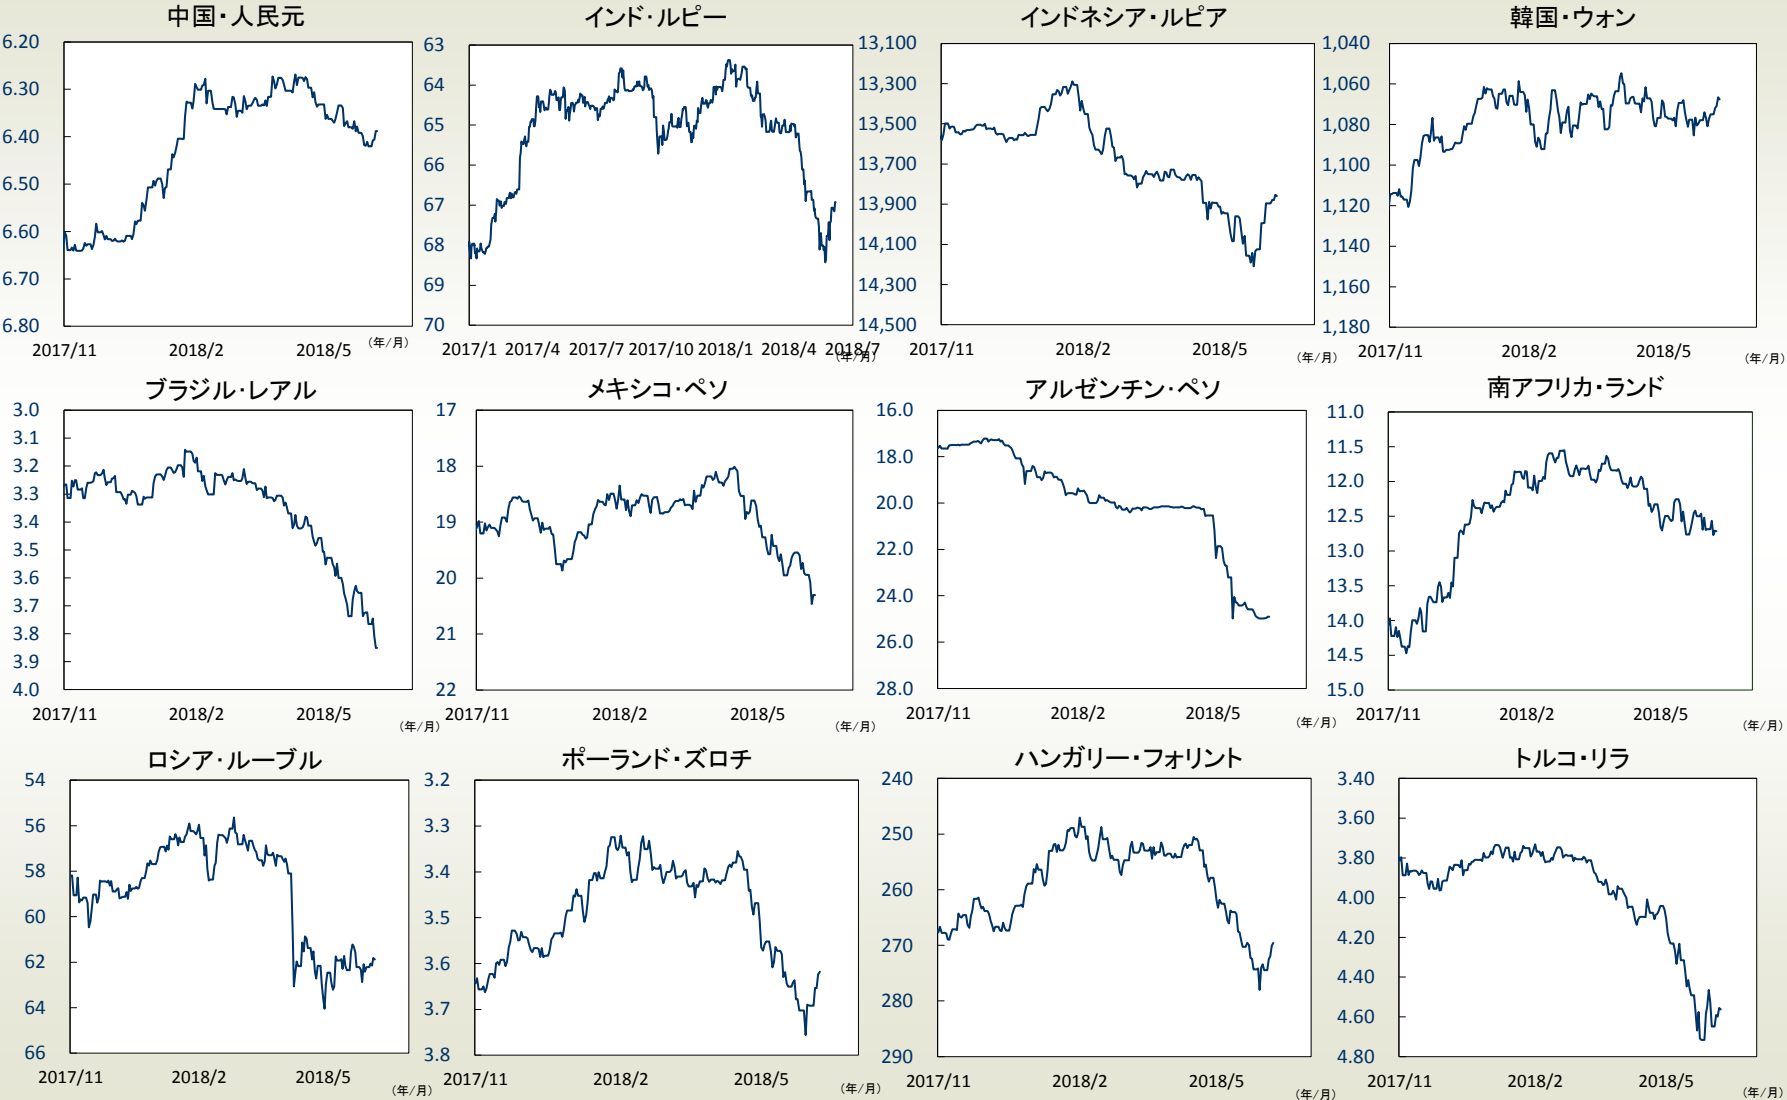 中国・人民元
6.20
6.30
6.40
6.50
6.60
6.70
6.80
2017/11 2018/2 2018/5
(年/月)
インド・ルピー
63
64
65
66
67
68
69
70
2017/1 2017/4 2017/7 2017/10 2018/1 2018/4 2018/7
(年/月)
インドネシア・ルピア
13,100
13,300
13,500
13,700
13,900
14,100
14,300
14,500
2017/11 2018/2 2018/5
(年/月)
韓国・ウォン
1,040
1,060
1,080
1,100
1,120
1,140
1,160
1,180
2017/11 2018/2 2018/5
(年/月)
ブラジル・レアル
3.0
3.1
3.2
3.3
3.4
3.5
3.6
3.7
3.8
3.9
4.0
2017/11 2018/2 2018/5
(年/月)
メキシコ・ペソ
17
18
19
20
21
22
2017/11 2018/2 2018/5
(年/月)
アルゼンチン・ペソ
16.0
18.0
20.0
22.0
24.0
26.0
28.0
2017/11 2018/2 2018/5
(年/月)
南アフリカ・ランド
11.0
11.5
12.0
12.5
13.0
13.5
14.0
14.5
15.0
2017/11 2018/2 2018/5
(年/月)
ロシア・ルーブル
54
56
58
60
62
64
66
2017/11 2018/2 2018/5
(年/月)
ポーランド・ズロチ
3.2
3.3
3.4
3.5
3.6
3.7
3.8
2017/11 2018/2 2018/5
(年/月)
ハンガリー・フォリント
240
250
260
270
280
290
2017/11 2018/2 2018/5
(年/月)
トルコ・リラ
3.40
3.60
3.80
4.00
4.20
4.40
4.60
4.80
2017/11 2018/2 2018/5
(年/月)